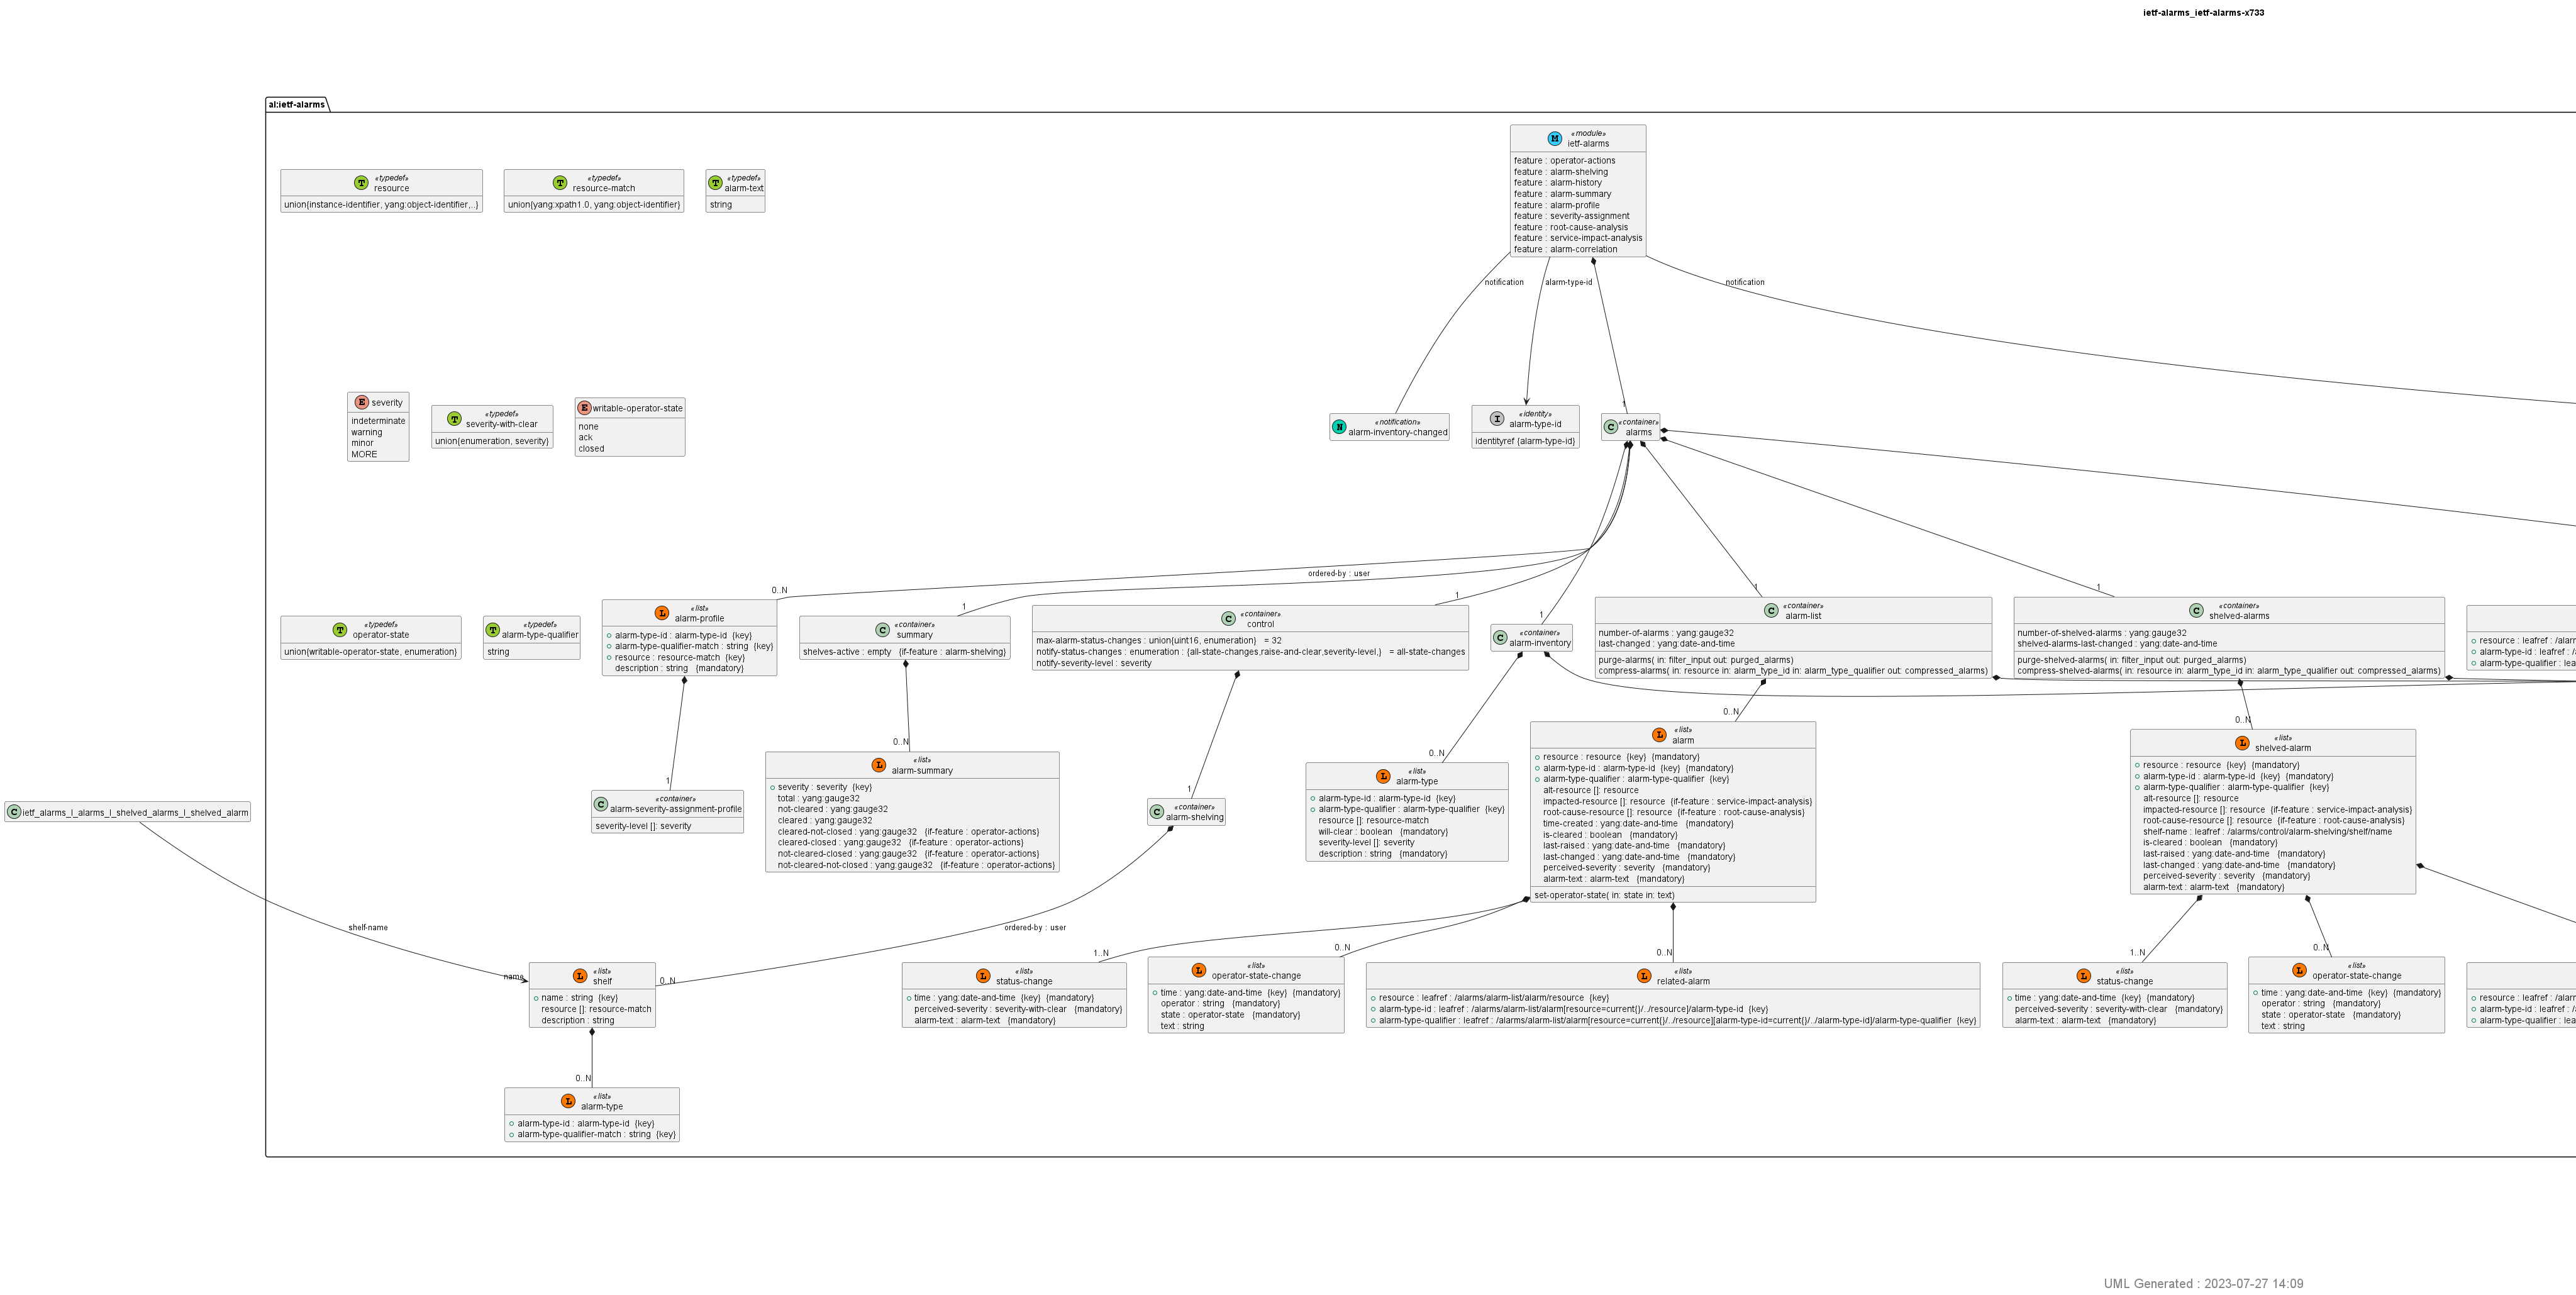 ietf-alarms_ietf-alarms-x733
al:ietf-alarms
M «module»
ietf-alarms
feature : operator-actions
feature : alarm-shelving
feature : alarm-history
feature : alarm-summary
feature : alarm-profile
feature : severity-assignment
feature : root-cause-analysis
feature : service-impact-analysis
feature : alarm-correlation
T «typedef»
resource
union{instance-identifier, yang:object-identifier,..}
T «typedef»
resource-match
union{yang:xpath1.0, yang:object-identifier}
T «typedef»
alarm-text
string
notification
alarm-type-id
notification
E severity
indeterminate
warning
minor
MORE
T «typedef»
severity-with-clear
union{enumeration, severity}
E writable-operator-state
none
ack
closed
N «notification»
alarm-inventory-changed
I «identity»
alarm-type-id
identityref {alarm-type-id}
1
C «container»
alarms
ordered-by : user
0..N
1
1
1
1
1
T «typedef»
operator-state
union{writable-operator-state, enumeration}
T «typedef»
alarm-type-qualifier
string
L «list»
alarm-profile
alarm-type-id : alarm-type-id {key}
alarm-type-qualifier-match : string {key}
resource : resource-match {key}
description : string {mandatory}
C «container»
summary
shelves-active : empty {if-feature : alarm-shelving}
C «container»
control
max-alarm-status-changes : union{uint16, enumeration} = 32
notify-status-changes : enumeration : {all-state-changes,raise-and-clear,severity-level,} = all-state-changes
notify-severity-level : severity
C «container»
alarm-inventory
C «container»
alarm-list
number-of-alarms : yang:gauge32
last-changed : yang:date-and-time
purge-alarms( in: filter_input out: purged_alarms)
compress-alarms( in: resource in: alarm_type_id in: alarm_type_qualifier out: compressed_alarms)
C «container»
shelved-alarms
number-of-shelved-alarms : yang:gauge32
shelved-alarms-last-changed : yang:date-and-time
purge-shelved-alarms( in: filter_input out: purged_alarms)
compress-shelved-alarms( in: resource in: alarm_type_id in: alarm_type_qualifier out: compressed_alarms)
resource : leafref : /alarm
alarm-type-id : leafref : /a
alarm-type-qualifier : lea
1
C «container»
alarm-severity-assignment-profile
severity-level []: severity
0..N
L «list»
alarm-summary
severity : severity {key}
total : yang:gauge32
not-cleared : yang:gauge32
cleared : yang:gauge32
cleared-not-closed : yang:gauge32 {if-feature : operator-actions}
cleared-closed : yang:gauge32 {if-feature : operator-actions}
not-cleared-closed : yang:gauge32 {if-feature : operator-actions}
not-cleared-not-closed : yang:gauge32 {if-feature : operator-actions}
1
C «container»
alarm-shelving
0..N
L «list»
alarm-type
alarm-type-id : alarm-type-id {key}
alarm-type-qualifier : alarm-type-qualifier {key}
resource []: resource-match
will-clear : boolean {mandatory}
severity-level []: severity
description : string {mandatory}
0..N
L «list»
alarm
resource : resource {key} {mandatory}
alarm-type-id : alarm-type-id {key} {mandatory}
alarm-type-qualifier : alarm-type-qualifier {key}
alt-resource []: resource
impacted-resource []: resource {if-feature : service-impact-analysis}
root-cause-resource []: resource {if-feature : root-cause-analysis}
time-created : yang:date-and-time {mandatory}
is-cleared : boolean {mandatory}
last-raised : yang:date-and-time {mandatory}
last-changed : yang:date-and-time {mandatory}
perceived-severity : severity {mandatory}
alarm-text : alarm-text {mandatory}
set-operator-state( in: state in: text)
0..N
L «list»
shelved-alarm
resource : resource {key} {mandatory}
alarm-type-id : alarm-type-id {key} {mandatory}
alarm-type-qualifier : alarm-type-qualifier {key}
alt-resource []: resource
impacted-resource []: resource {if-feature : service-impact-analysis}
root-cause-resource []: resource {if-feature : root-cause-analysis}
shelf-name : leafref : /alarms/control/alarm-shelving/shelf/name
is-cleared : boolean {mandatory}
last-raised : yang:date-and-time {mandatory}
last-changed : yang:date-and-time {mandatory}
perceived-severity : severity {mandatory}
alarm-text : alarm-text {mandatory}
C ietf_alarms_I_alarms_I_shelved_alarms_I_shelved_alarm
shelf-name
ordered-by : user
name
0..N
L «list»
shelf
name : string {key}
resource []: resource-match
description : string
1..N
L «list»
status-change
time : yang:date-and-time {key} {mandatory}
perceived-severity : severity-with-clear {mandatory}
alarm-text : alarm-text {mandatory}
0..N
L «list»
operator-state-change
time : yang:date-and-time {key} {mandatory}
operator : string {mandatory}
state : operator-state {mandatory}
text : string
0..N
L «list»
related-alarm
resource : leafref : /alarms/alarm-list/alarm/resource {key}
alarm-type-id : leafref : /alarms/alarm-list/alarm[resource=current{}/../resource]/alarm-type-id {key}
alarm-type-qualifier : leafref : /alarms/alarm-list/alarm[resource=current{}/../resource][alarm-type-id=current{}/../alarm-type-id]/alarm-type-qualifier {key}
1..N
L «list»
status-change
time : yang:date-and-time {key} {mandatory}
perceived-severity : severity-with-clear {mandatory}
alarm-text : alarm-text {mandatory}
0..N
L «list»
operator-state-change
time : yang:date-and-time {key} {mandatory}
operator : string {mandatory}
state : operator-state {mandatory}
text : string
resource : leafref : /alarm
alarm-type-id : leafref : /a
alarm-type-qualifier : lea
0..N
L «list»
alarm-type
alarm-type-id : alarm-type-id {key}
alarm-type-qualifier-match : string {key}
UML Generated : 2023-07-27 14:09